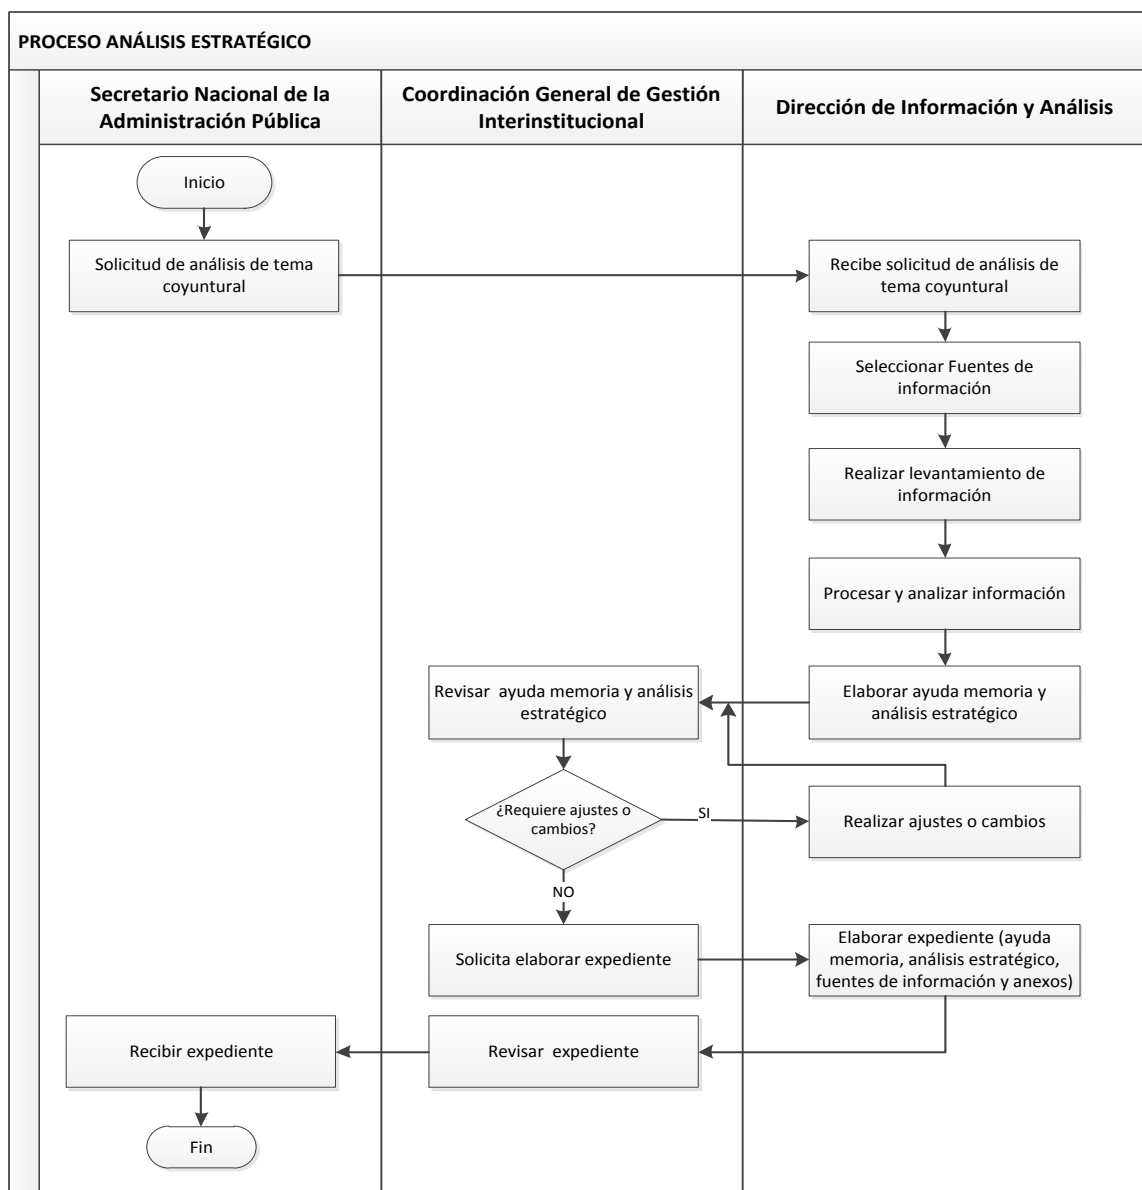 PROCESO ANÁLISIS ESTRATÉGICO
Secretario Nacional de la
Administración Pública
Coordinación General de Gestión
Interinstitucional
Dirección de Información y Análisis
Inicio
Solicitud de análisis de tema
coyuntural
Recibe solicitud de análisis de
tema coyuntural
Seleccionar Fuentes de
información
Realizar levantamiento de
información
Procesar y analizar información
Elaborar ayuda memoria y
análisis estratégico
Revisar ayuda memoria y análisis
estratégico
¿Requiere ajustes o
cambios?
SI
Realizar ajustes o cambios
NO
Solicita elaborar expediente
Elaborar expediente (ayuda
memoria, análisis estratégico,
fuentes de información y anexos)
Revisar expediente
Recibir expediente
Fin